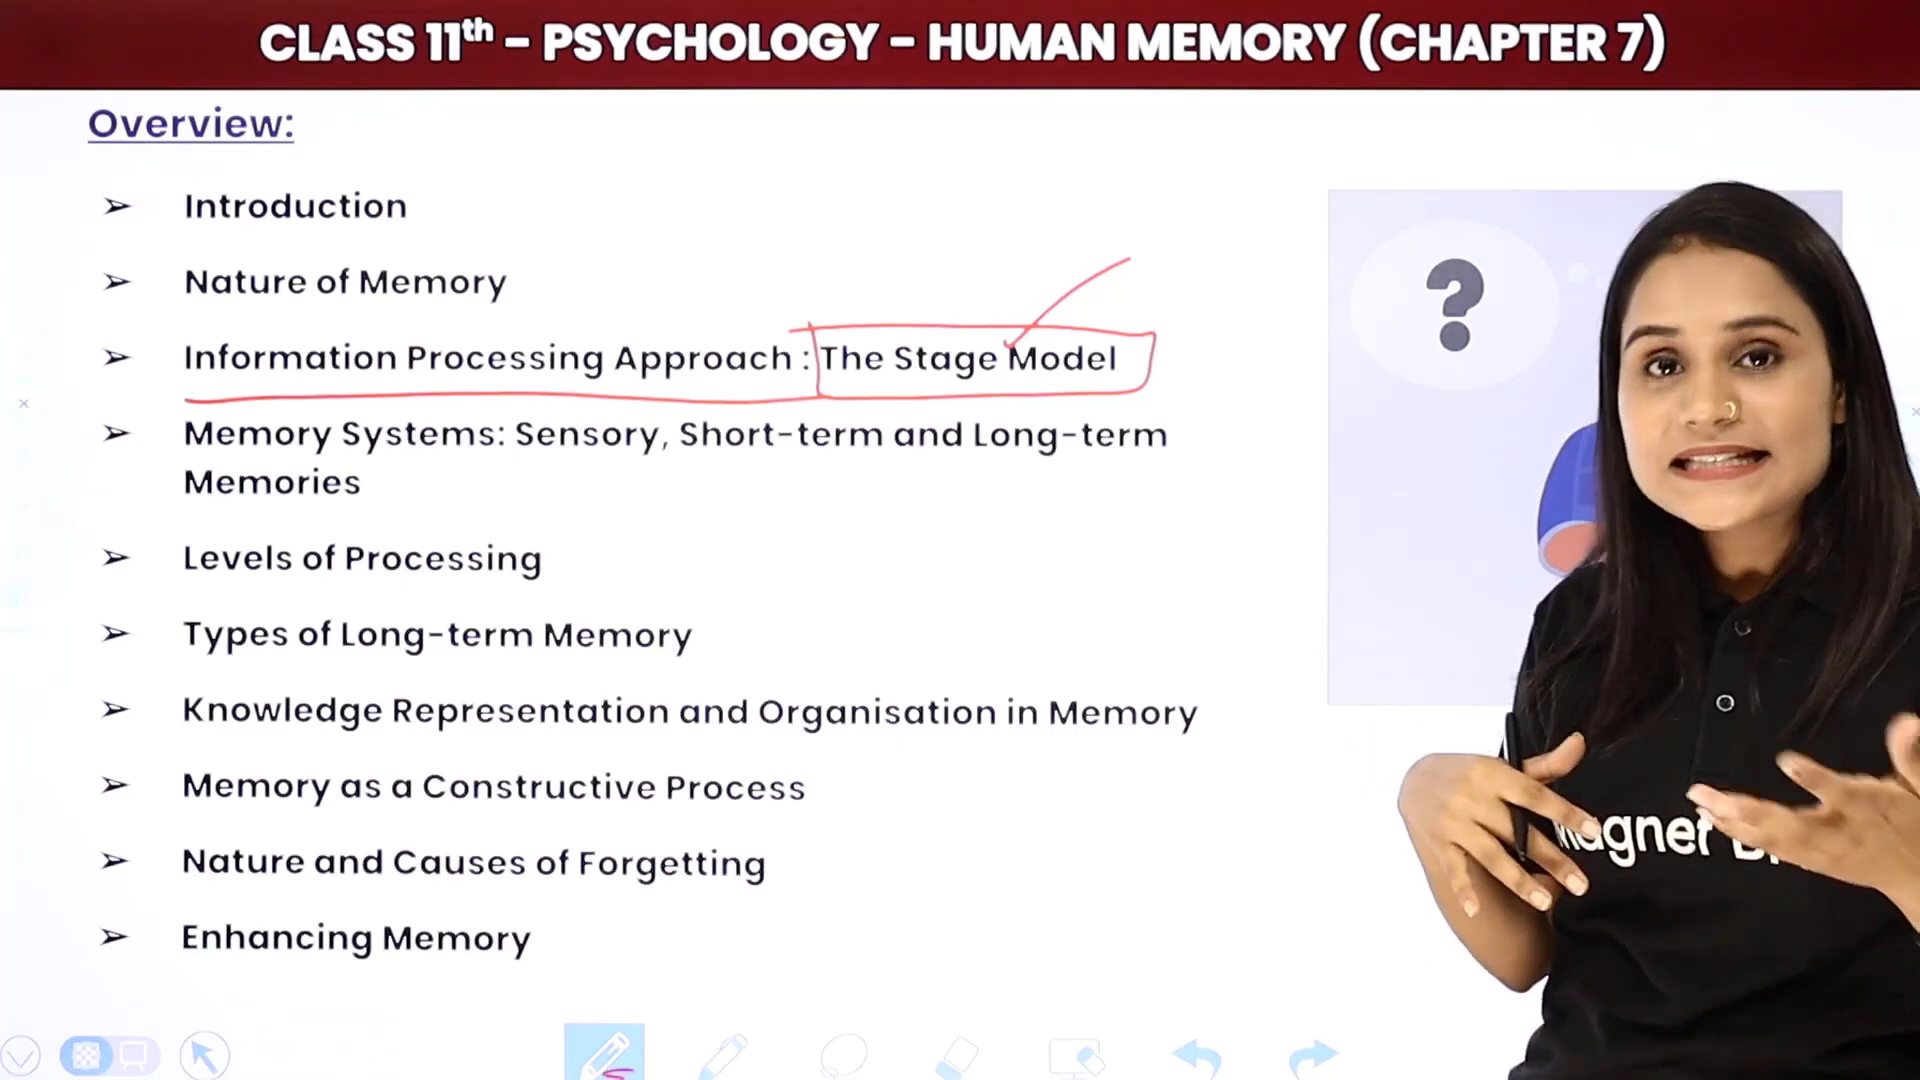 CLASS 11th - PSYCHOLOGY - HUMAN MEMORY (CHAPTER 7)
Overview:
➢ Introduction
➢ Nature of Memory
➢ Information Processing Approach : The Stage Model
➢ Memory Systems: Sensory, Short-term and Long-term
Memories
➢ Levels of Processing
➢ Types of Long-term Memory
➢ Knowledge Representation and Organisation in Memory
➢ Memory as a Constructive Process
➢ Nature and Causes of Forgetting
➢ Enhancing Memory
?
Magnet